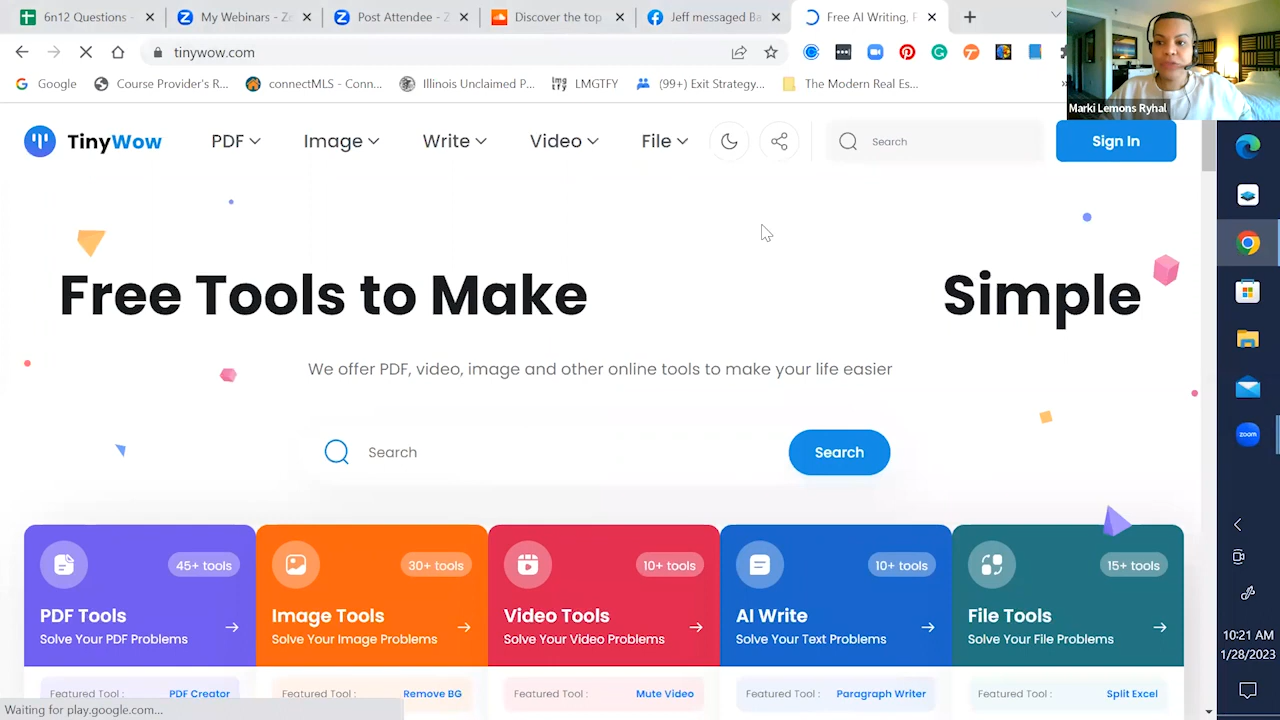 6n12 Questions -
My Webinars - Zo
Post Attendee - Z
Discover the top
Jeff messaged Ba
Free AI Writing, P
tinywow.com
Google
Course Provider's R...
connectMLS - Conn...
Illinois Unclaimed P...
LMGTFY
(99+) Exit Strategy...
The Modern Real Es...
Marki Lemons Ryhal
TinyWow
PDF
Image
Write
Video
File
Search
Sign In
Free Tools to Make Simple
We offer PDF, video, image and other online tools to make your life easier
Search
Search
45+ tools
PDF Tools
Solve Your PDF Problems
Featured Tool : PDF Creator
30+ tools
Image Tools
Solve Your Image Problems
Featured Tool : Remove BG
10+ tools
Video Tools
Solve Your Video Problems
Featured Tool : Mute Video
10+ tools
AI Write
Solve Your Text Problems
Featured Tool : Paragraph Writer
15+ tools
File Tools
Solve Your File Problems
Featured Tool : Split Excel
Waiting for play.google.com...
zoom
10:21 AM
1/28/2023